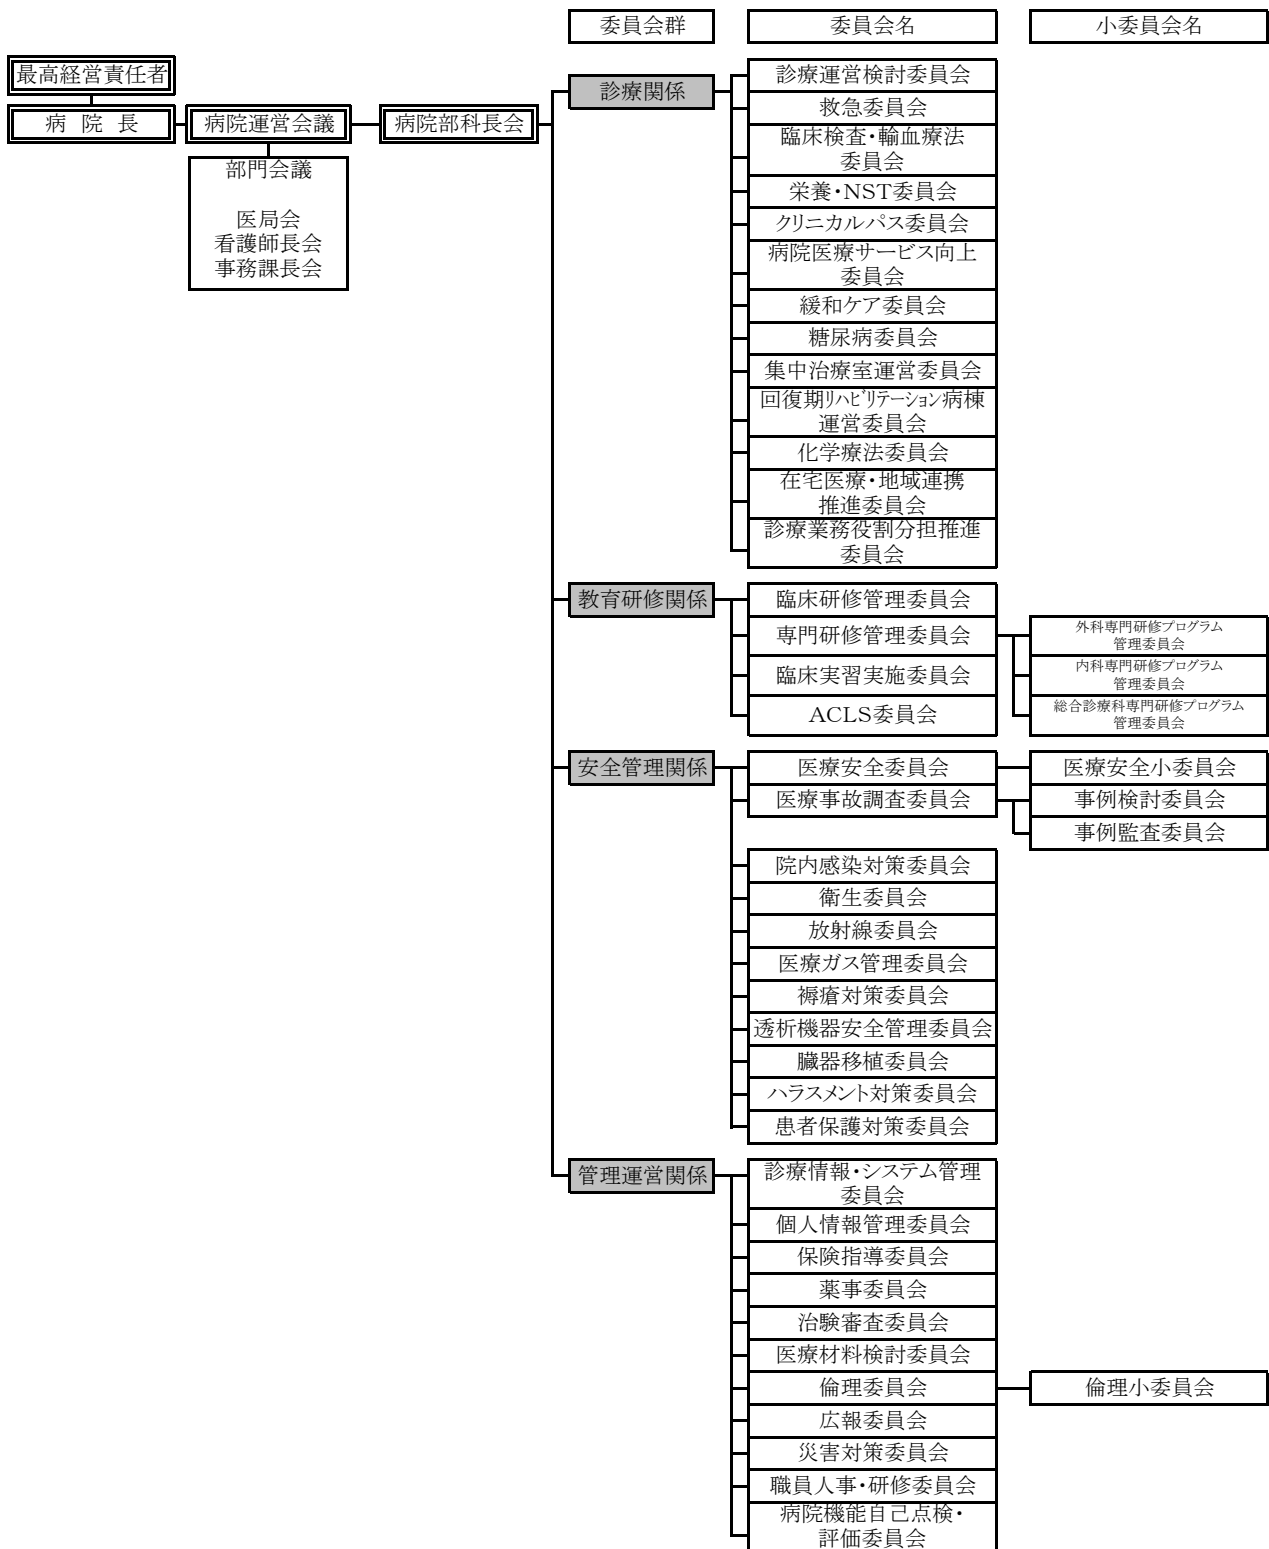 委員会群
委員会名
小委員会名
最高経営責任者
病 院 長
病院運営会議
病院部科長会
部門会議
医局会
看護師長会
事務課長会
診療関係
診療運営検討委員会
救急委員会
臨床検査・輸血療法
委員会
栄養・NST委員会
クリニカルパス委員会
病院医療サービス向上
委員会
緩和ケア委員会
糖尿病委員会
集中治療室運営委員会
回復期ﾘﾊﾋﾞﾘﾃｰｼｮﾝ病棟
運営委員会
化学療法委員会
在宅医療・地域連携
推進委員会
診療業務役割分担推進
委員会
教育研修関係
臨床研修管理委員会
専門研修管理委員会
外科専門研修プログラム
管理委員会
臨床実習実施委員会
内科専門研修プログラム
管理委員会
ACLS委員会
総合診療科専門研修プログラム
管理委員会
安全管理関係
医療安全委員会
医療安全小委員会
医療事故調査委員会
事例検討委員会
事例監査委員会
院内感染対策委員会
衛生委員会
放射線委員会
医療ガス管理委員会
褥瘡対策委員会
透析機器安全管理委員会
臓器移植委員会
ハラスメント対策委員会
患者保護対策委員会
管理運営関係
診療情報・システム管理
委員会
個人情報管理委員会
保険指導委員会
薬事委員会
治験審査委員会
医療材料検討委員会
倫理委員会
倫理小委員会
広報委員会
災害対策委員会
職員人事・研修委員会
病院機能自己点検・
評価委員会